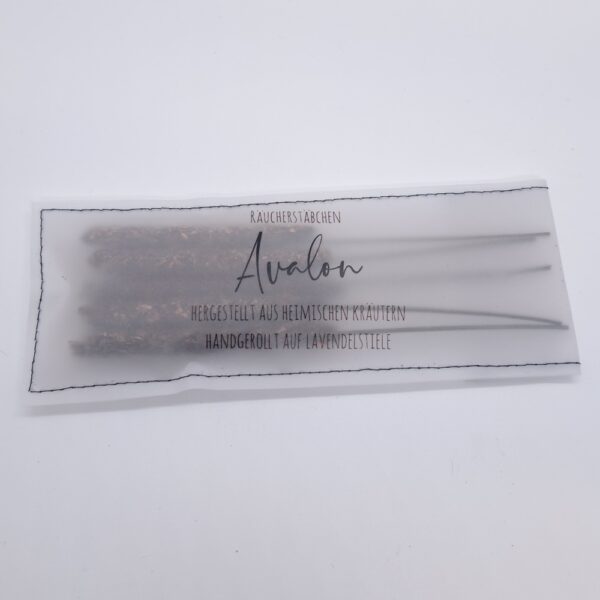 RÄUCHERSTÄBCHEN
Avalon
HERGESTELLT AUS HEIMISCHEN KRÄUTERN
HANDGEROLLT AUF LAVENDELSTIELE